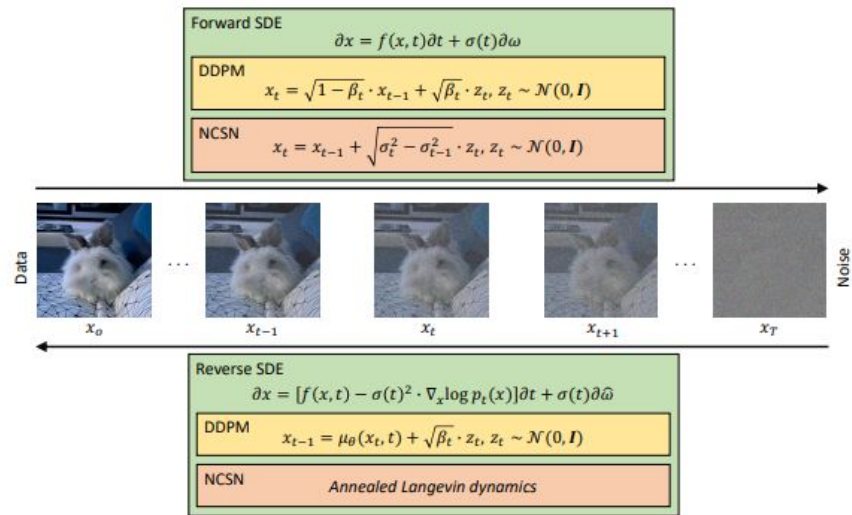 Forward SDE
∂x = f(x, t)∂t + σ(t)∂ω
DDPM
x_t = √(1 − β_t) · x_{t−1} + √(β_t) · z_t, z_t ~ 𝒩(0, I)
NCSN
x_t = x_{t−1} + √(σ_t^2 − σ_{t−1}^2) · z_t, z_t ~ 𝒩(0, I)
Data
. . .
. . .
Noise
x_o
x_{t−1}
x_t
x_{t+1}
x_T
Reverse SDE
∂x = [f(x, t) − σ(t)^2 · ∇_x log p_t(x)]∂t + σ(t)∂ω̂
DDPM
x_{t−1} = μ_θ(x_t, t) + √(β_t) · z_t, z_t ~ 𝒩(0, I)
NCSN
Annealed Langevin dynamics